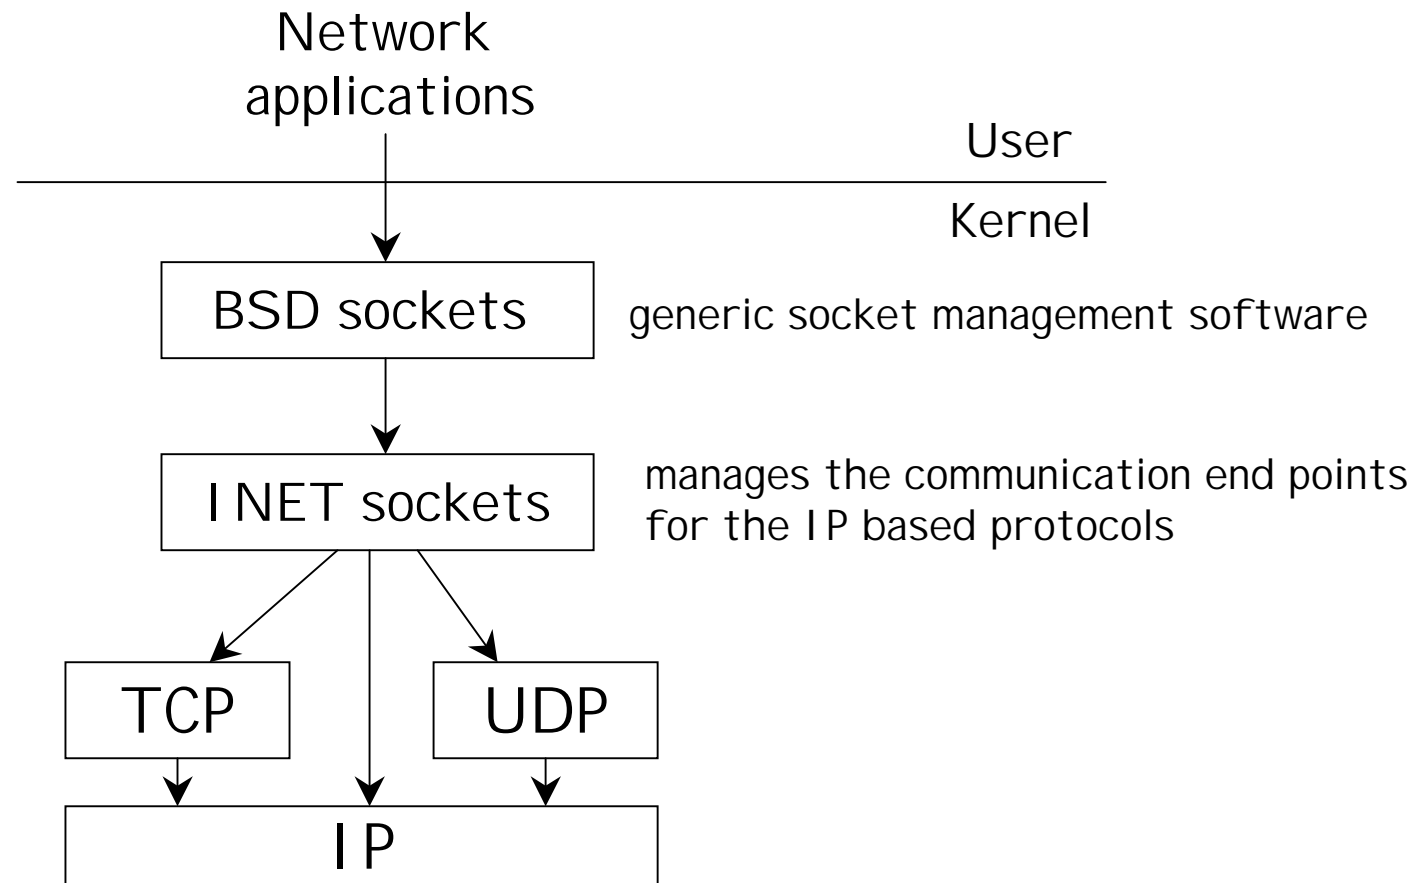 Network
applications
User
Kernel
BSD sockets
generic socket management software
INET sockets
manages the communication end points
for the IP based protocols
TCP
UDP
IP